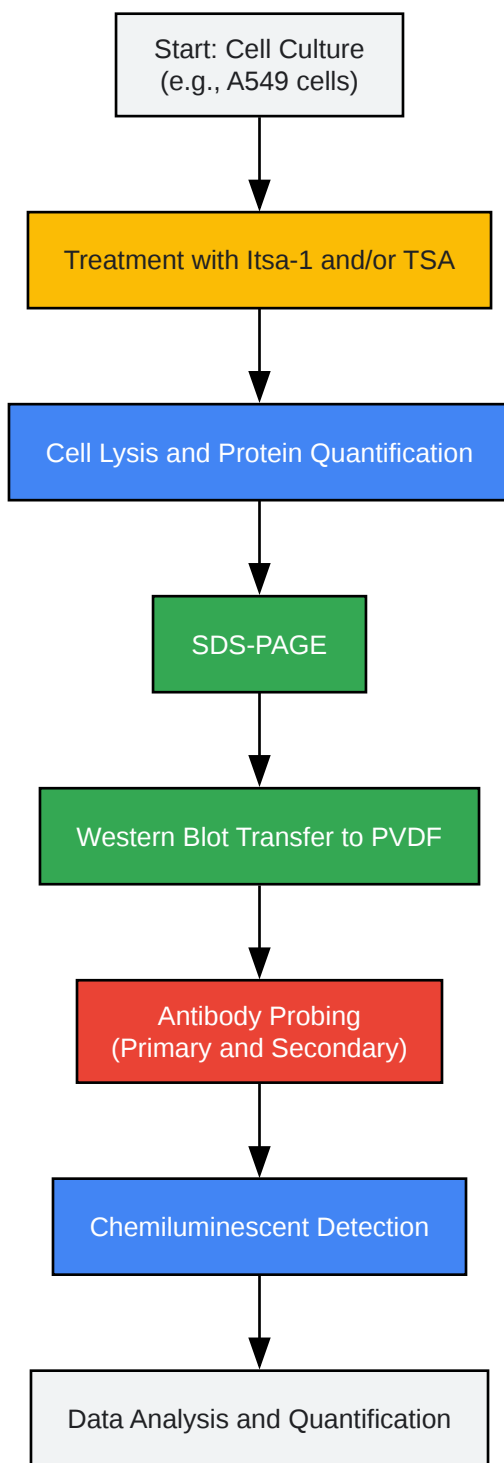 Start: Cell Culture
(e.g., A549 cells)
Treatment with Itsa-1 and/or TSA
Cell Lysis and Protein Quantification
SDS-PAGE
Western Blot Transfer to PVDF
Antibody Probing
(Primary and Secondary)
Chemiluminescent Detection
Data Analysis and Quantification